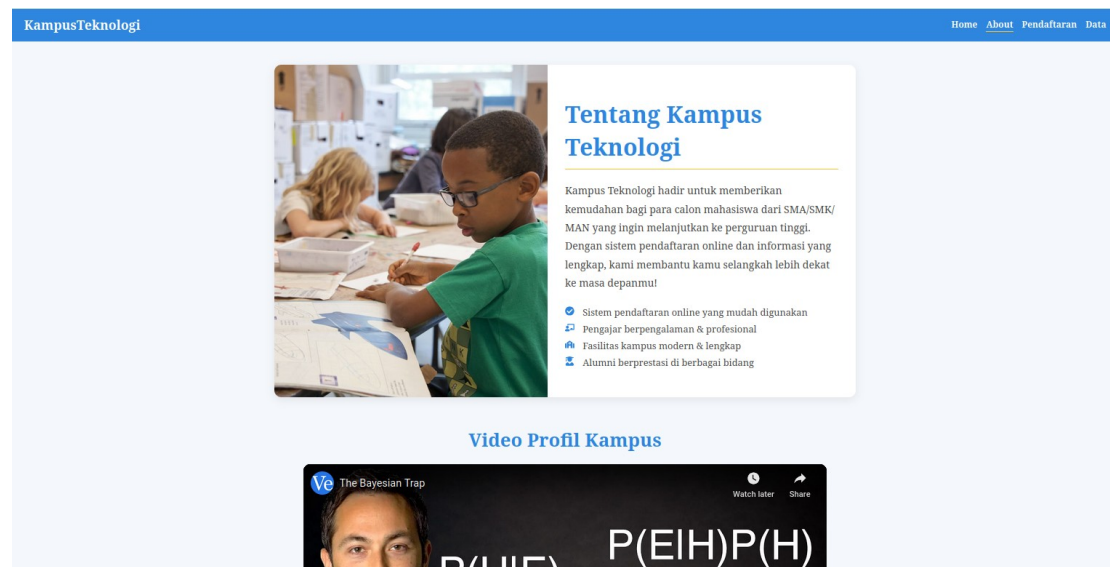 KampusTeknologi
Home About Pendaftaran Data
Tentang Kampus
Teknologi
Kampus Teknologi hadir untuk memberikan
kemudahan bagi para calon mahasiswa dari SMA/SMK/
MAN yang ingin melanjutkan ke perguruan tinggi.
Dengan sistem pendaftaran online dan informasi yang
lengkap, kami membantu kamu selangkah lebih dekat
ke masa depanmu!
Sistem pendaftaran online yang mudah digunakan
Pengajar berpengalaman & profesional
Fasilitas kampus modern & lengkap
Alumni berprestasi di berbagai bidang
Video Profil Kampus
Ve The Bayesian Trap
Watch later Share
P(E|H)P(H)
P(H|E)